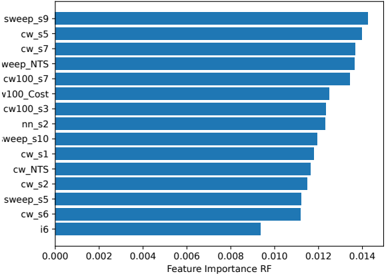 sweep_s9
cw_s5
cw_s7
weep_NTS
cw100_s7
w100_Cost
cw100_s3
nn_s2
weep_s10
cw_s1
cw_NTS
cw_s2
sweep_s5
cw_s6
i6
0.000 0.002 0.004 0.006 0.008 0.010 0.012 0.014
Feature Importance RF